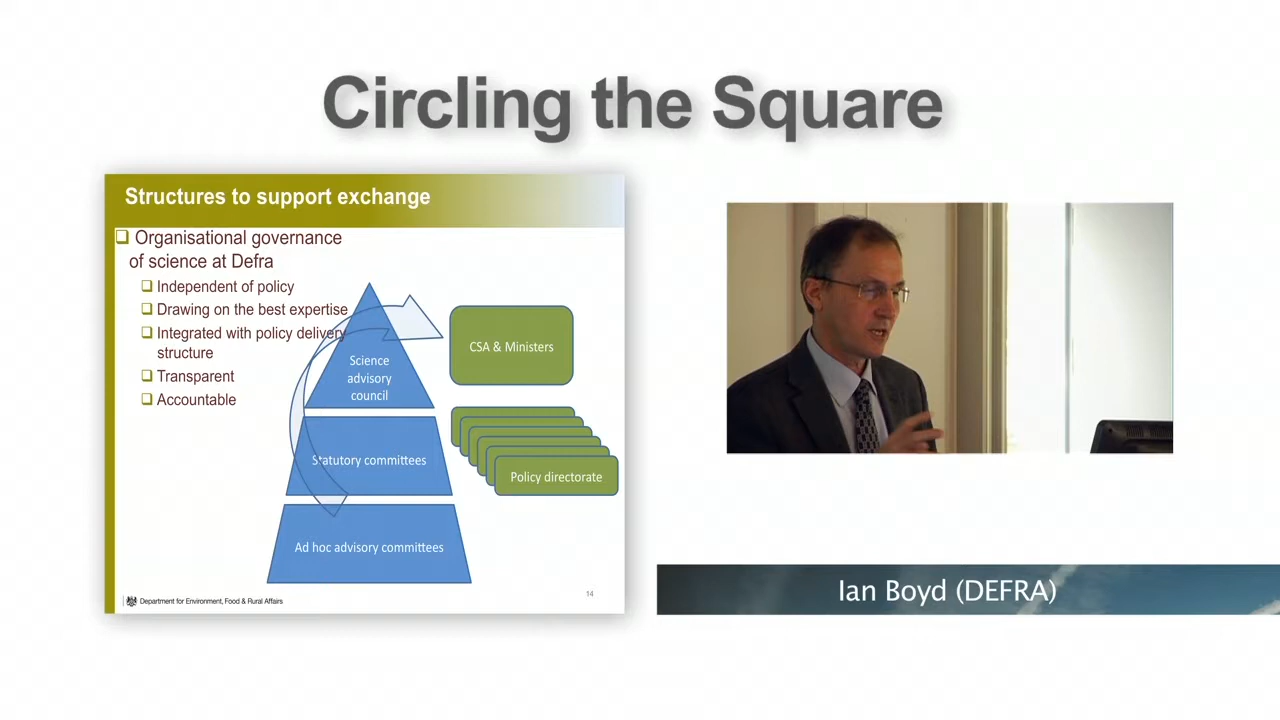 Circling the Square
Structures to support exchange
Organisational governance
of science at Defra
Independent of policy
Drawing on the best expertise
Integrated with policy delivery
structure
Transparent
Accountable
Science
advisory
council
Statutory committees
Ad hoc advisory committees
CSA & Ministers
Policy directorate
Department for Environment, Food & Rural Affairs
14
Ian Boyd (DEFRA)